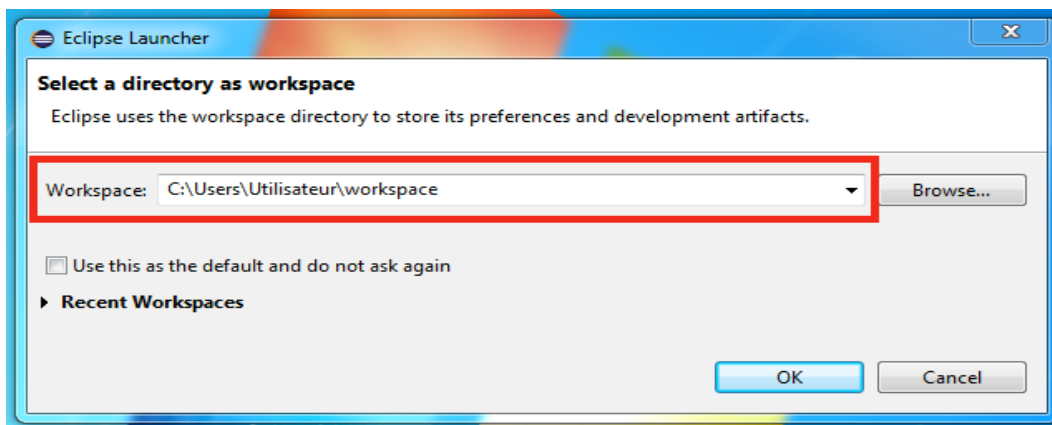 Eclipse Launcher
Select a directory as workspace
Eclipse uses the workspace directory to store its preferences and development artifacts.
Workspace: C:\Users\Utilisateur\workspace Browse...
Use this as the default and do not ask again
Recent Workspaces
OK Cancel